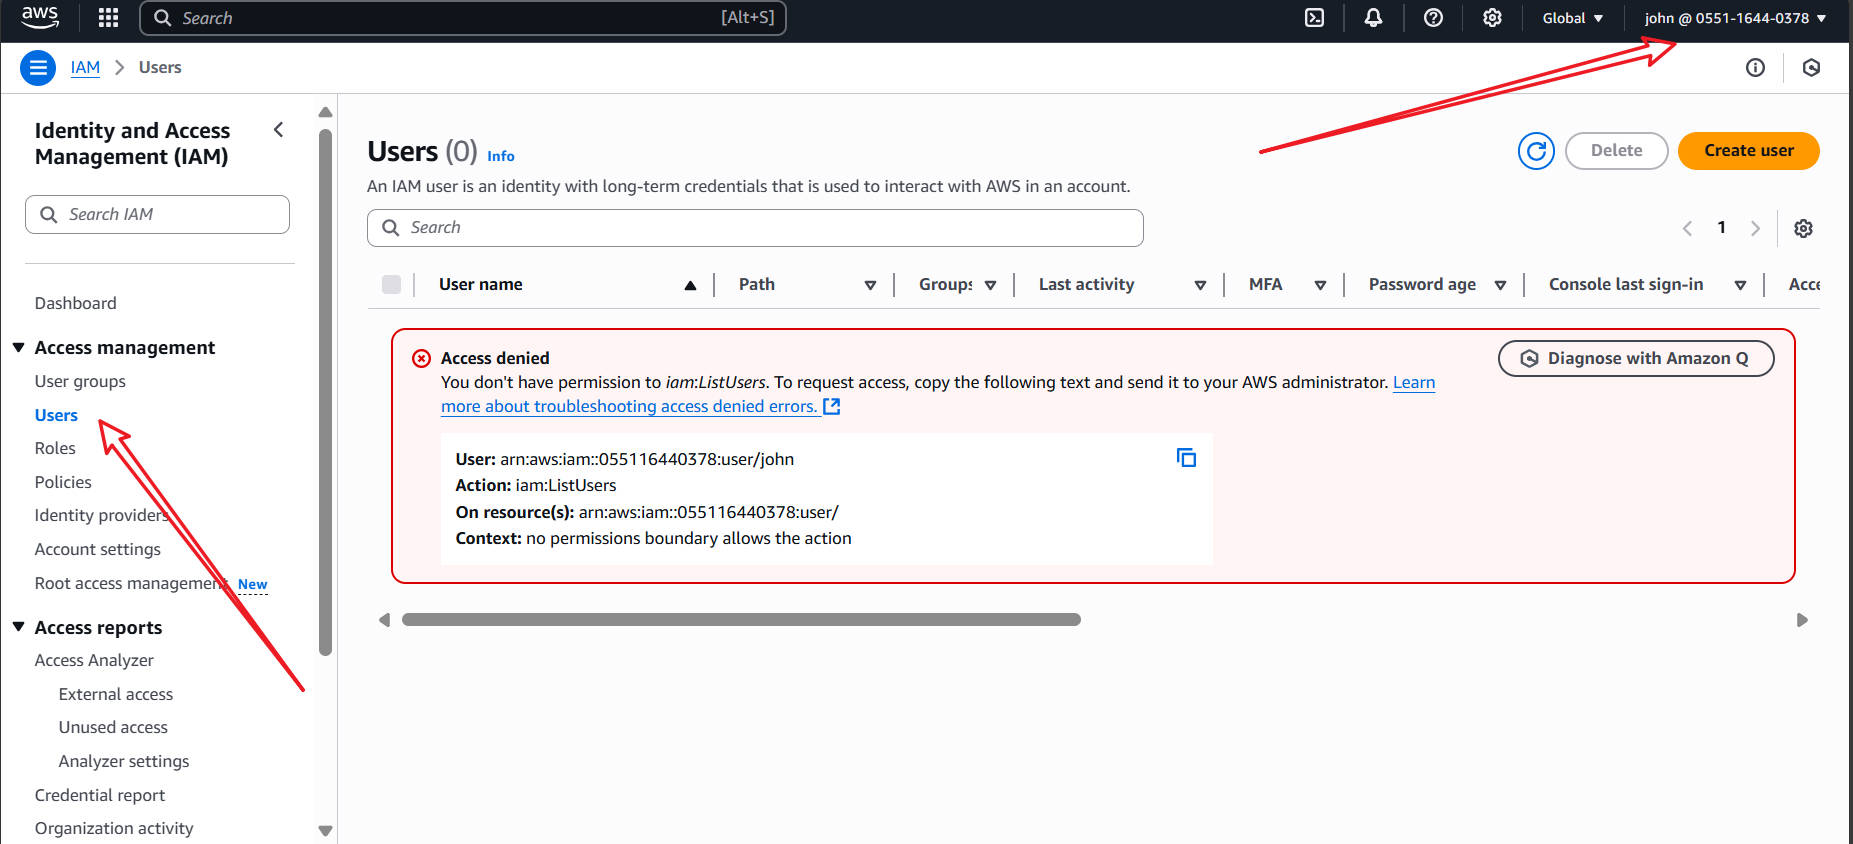 aws
Search
[Alt+S]
Global
john @ 0551-1644-0378
IAM
Users
Identity and Access
Management (IAM)
Search IAM
Dashboard
Access management
User groups
Users
Roles
Policies
Identity providers
Account settings
Root access management New
Access reports
Access Analyzer
External access
Unused access
Analyzer settings
Credential report
Organization activity
Users (0) Info
Delete
Create user
An IAM user is an identity with long-term credentials that is used to interact with AWS in an account.
Search
1
User name
Path
Groups
Last activity
MFA
Password age
Console last sign-in
Acce
Access denied
Diagnose with Amazon Q
You don't have permission to iam:ListUsers. To request access, copy the following text and send it to your AWS administrator. Learn
more about troubleshooting access denied errors.
User: arn:aws:iam::055116440378:user/john
Action: iam:ListUsers
On resource(s): arn:aws:iam::055116440378:user/
Context: no permissions boundary allows the action